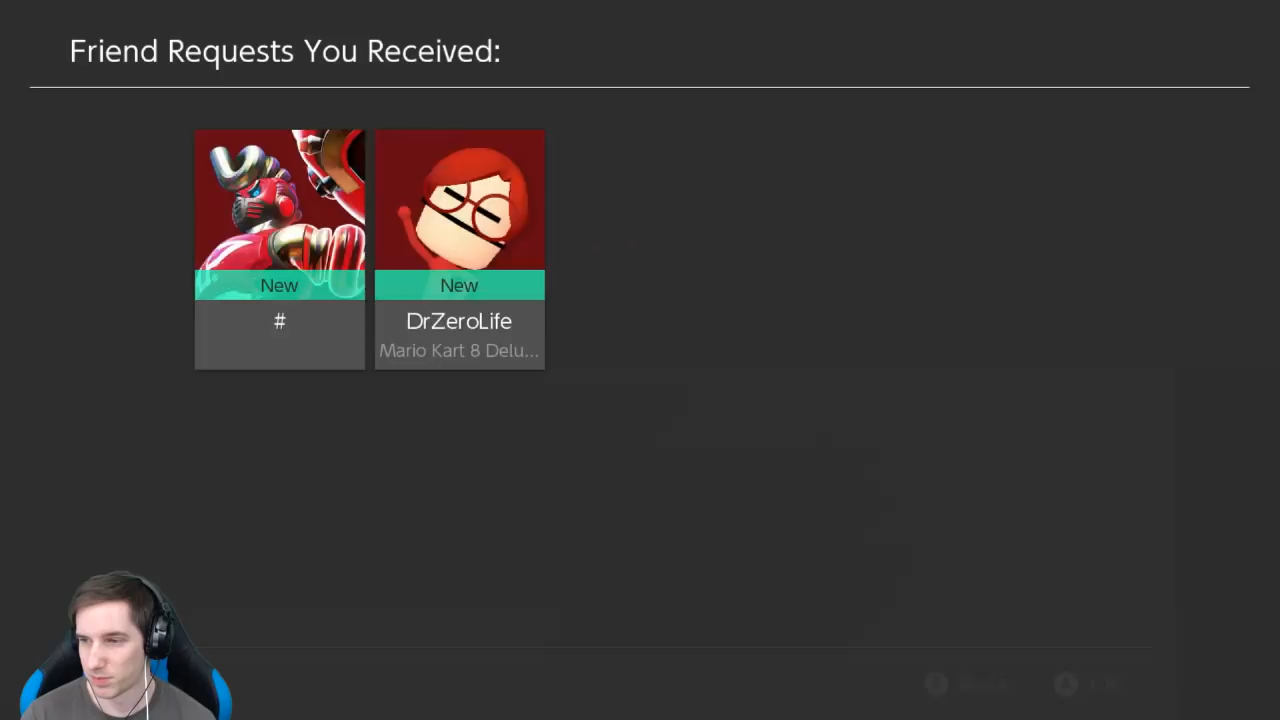 Friend Requests You Received:
New
New
#
DrZeroLife
Mario Kart 8 Delu...